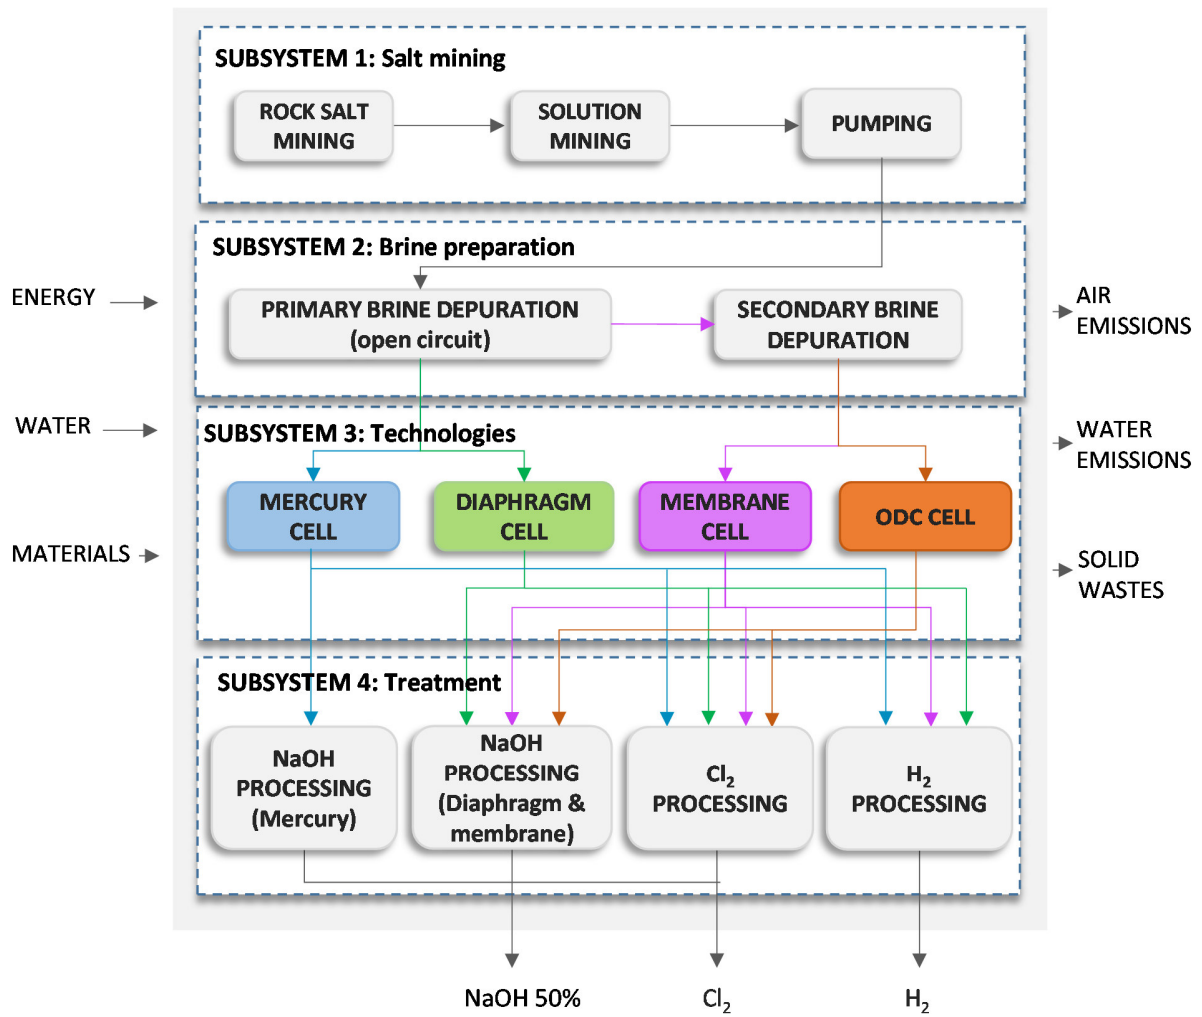 SUBSYSTEM 1: Salt mining
ROCK SALT
MINING
SOLUTION
MINING
PUMPING
SUBSYSTEM 2: Brine preparation
PRIMARY BRINE DEPURATION
(open circuit)
SECONDARY BRINE
DEPURATION
ENERGY
WATER
MATERIALS
AIR
EMISSIONS
WATER
EMISSIONS
SOLID
WASTES
SUBSYSTEM 3: Technologies
MERCURY
CELL
DIAPHRAGM
CELL
MEMBRANE
CELL
ODC CELL
SUBSYSTEM 4: Treatment
NaOH
PROCESSING
(Mercury)
NaOH
PROCESSING
(Diaphragm &
membrane)
Cl₂
PROCESSING
H₂
PROCESSING
NaOH 50%
Cl₂
H₂